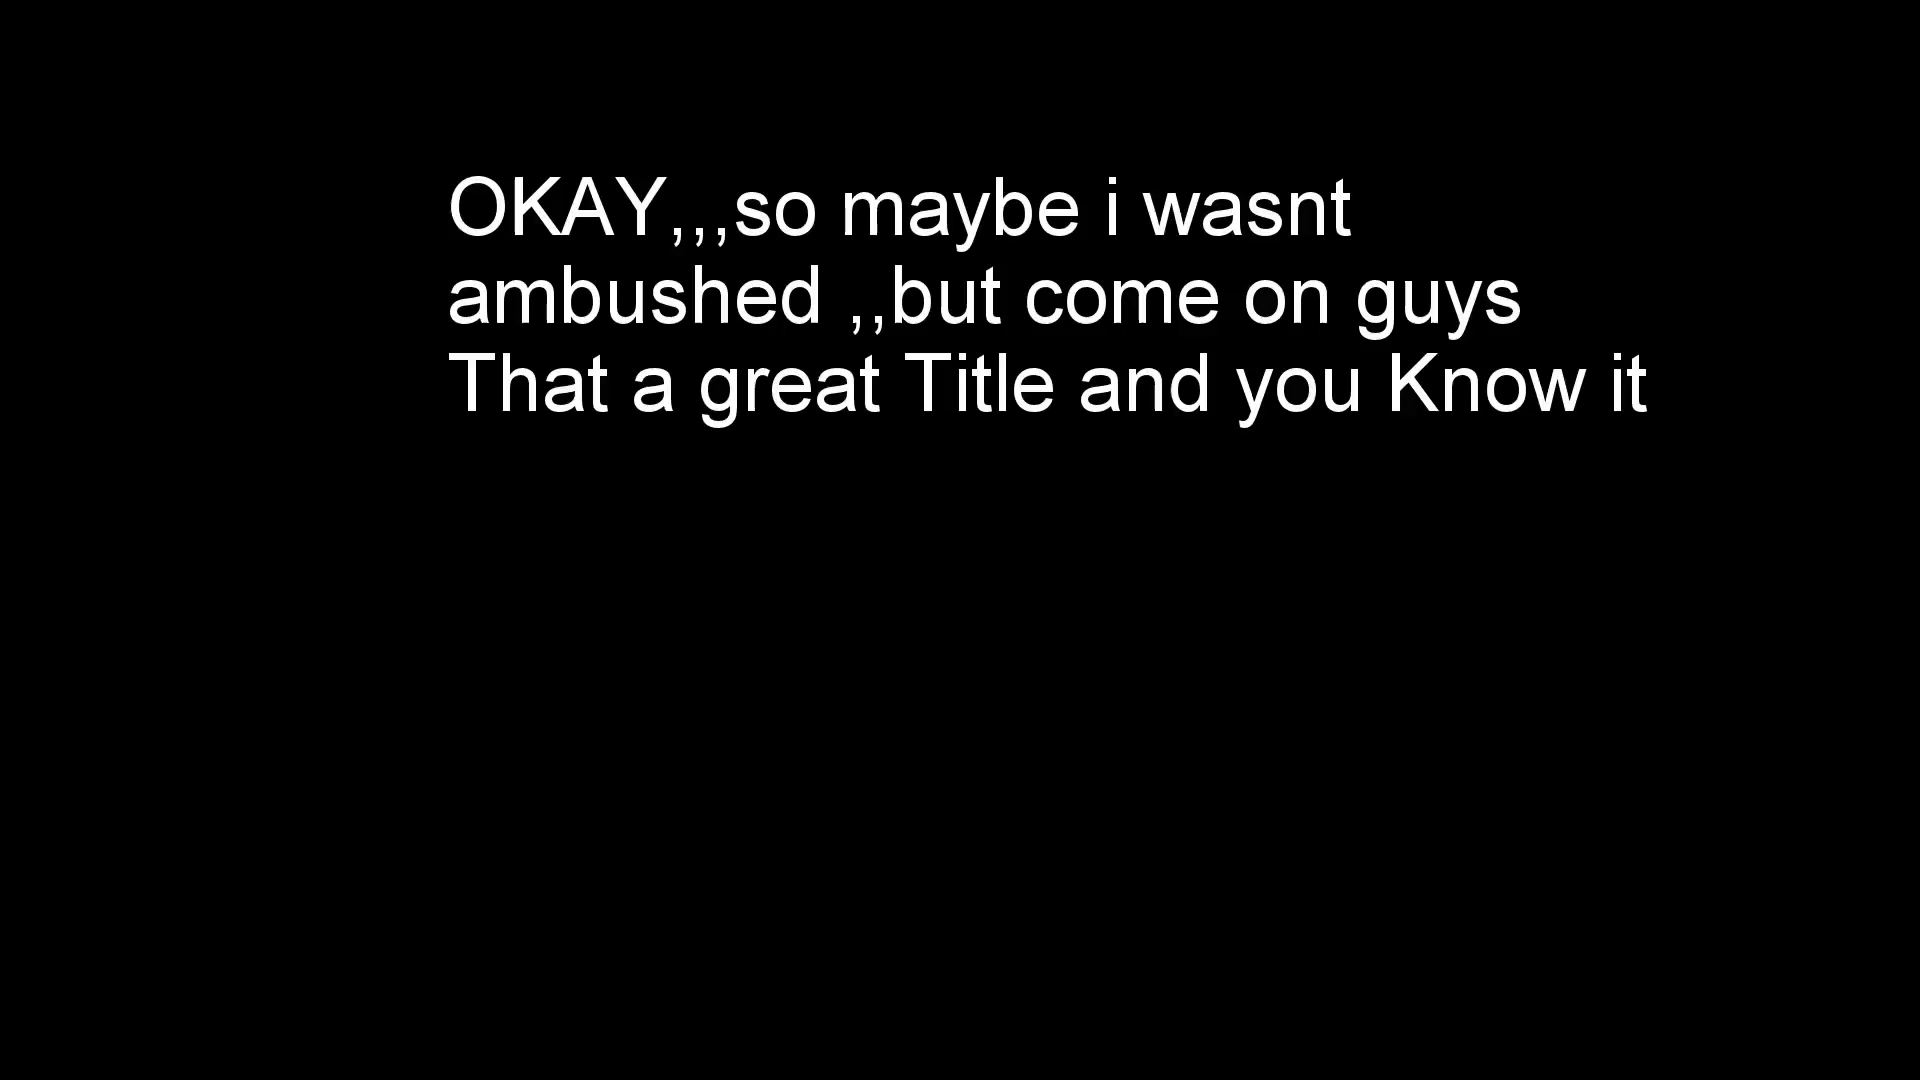 OKAY,,,so maybe i wasnt
ambushed ,,but come on guys
That a great Title and you Know it